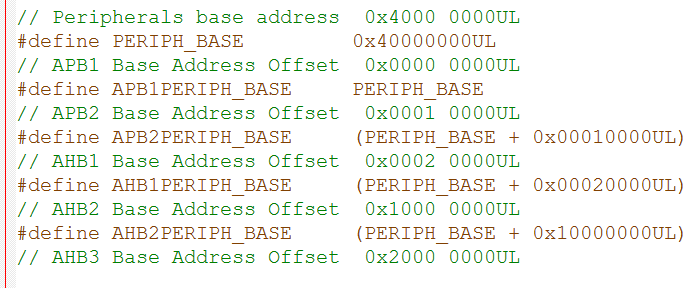 // Peripherals base address  0x4000 0000UL
#define PERIPH_BASE         0x40000000UL
// APB1 Base Address Offset  0x0000 0000UL
#define APB1PERIPH_BASE     PERIPH_BASE
// APB2 Base Address Offset  0x0001 0000UL
#define APB2PERIPH_BASE     (PERIPH_BASE + 0x00010000UL)
// AHB1 Base Address Offset  0x0002 0000UL
#define AHB1PERIPH_BASE     (PERIPH_BASE + 0x00020000UL)
// AHB2 Base Address Offset  0x1000 0000UL
#define AHB2PERIPH_BASE     (PERIPH_BASE + 0x10000000UL)
// AHB3 Base Address Offset  0x2000 0000UL